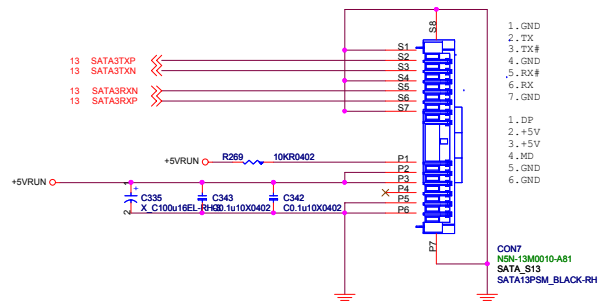 S8
S1
13 SATA3TXP S2
13 SATA3TXN S3
S4
13 SATA3RXN S5
13 SATA3RXP S6
S7
1.GND
2.TX
3.TX#
4.GND
5.RX#
6.RX
7.GND
1.DP
2.+5V
3.+5V
4.MD
5.GND
6.GND
+5VRUN R269 10KR0402 P1
P2
+5VRUN P3
P4
P5
P6
+
C335 C343 C342
X_C100u16EL-RH C0.1u10X0402 C0.1u10X0402
2
P7
CON7
N5N-13M0010-A81
SATA_S13
SATA13PSM_BLACK-RH